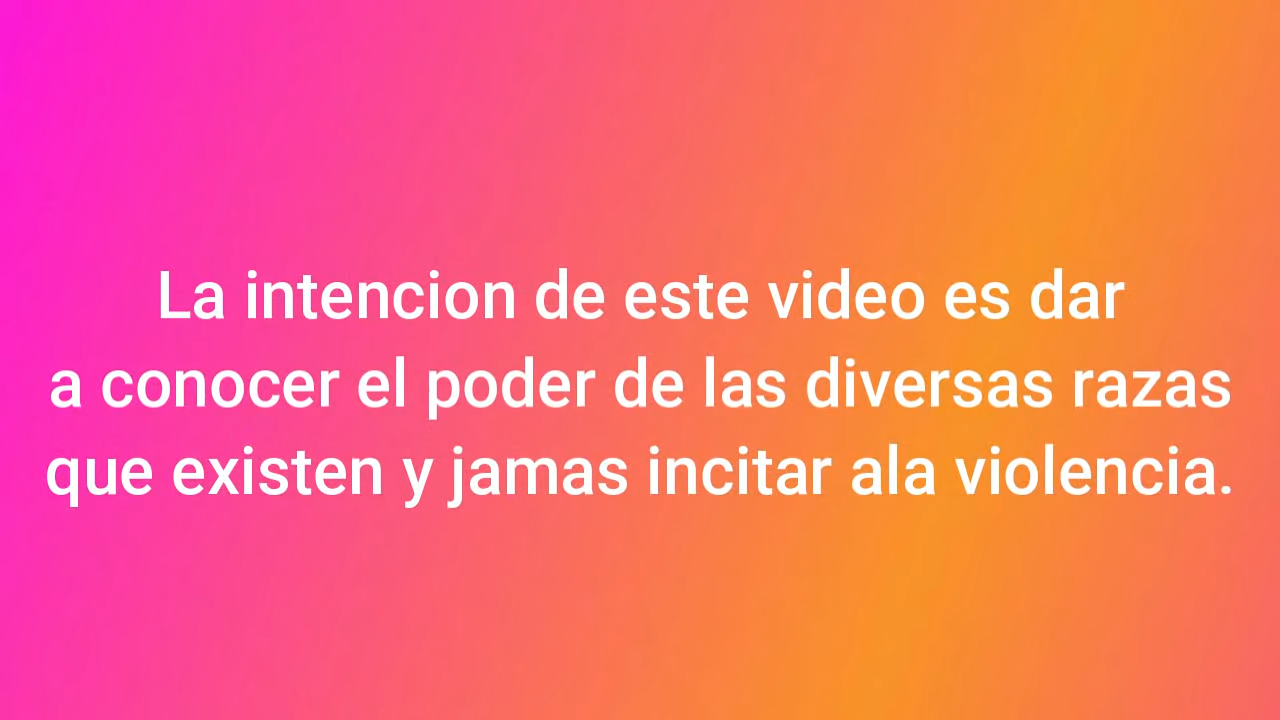 La intencion de este video es dar
a conocer el poder de las diversas razas
que existen y jamas incitar ala violencia.